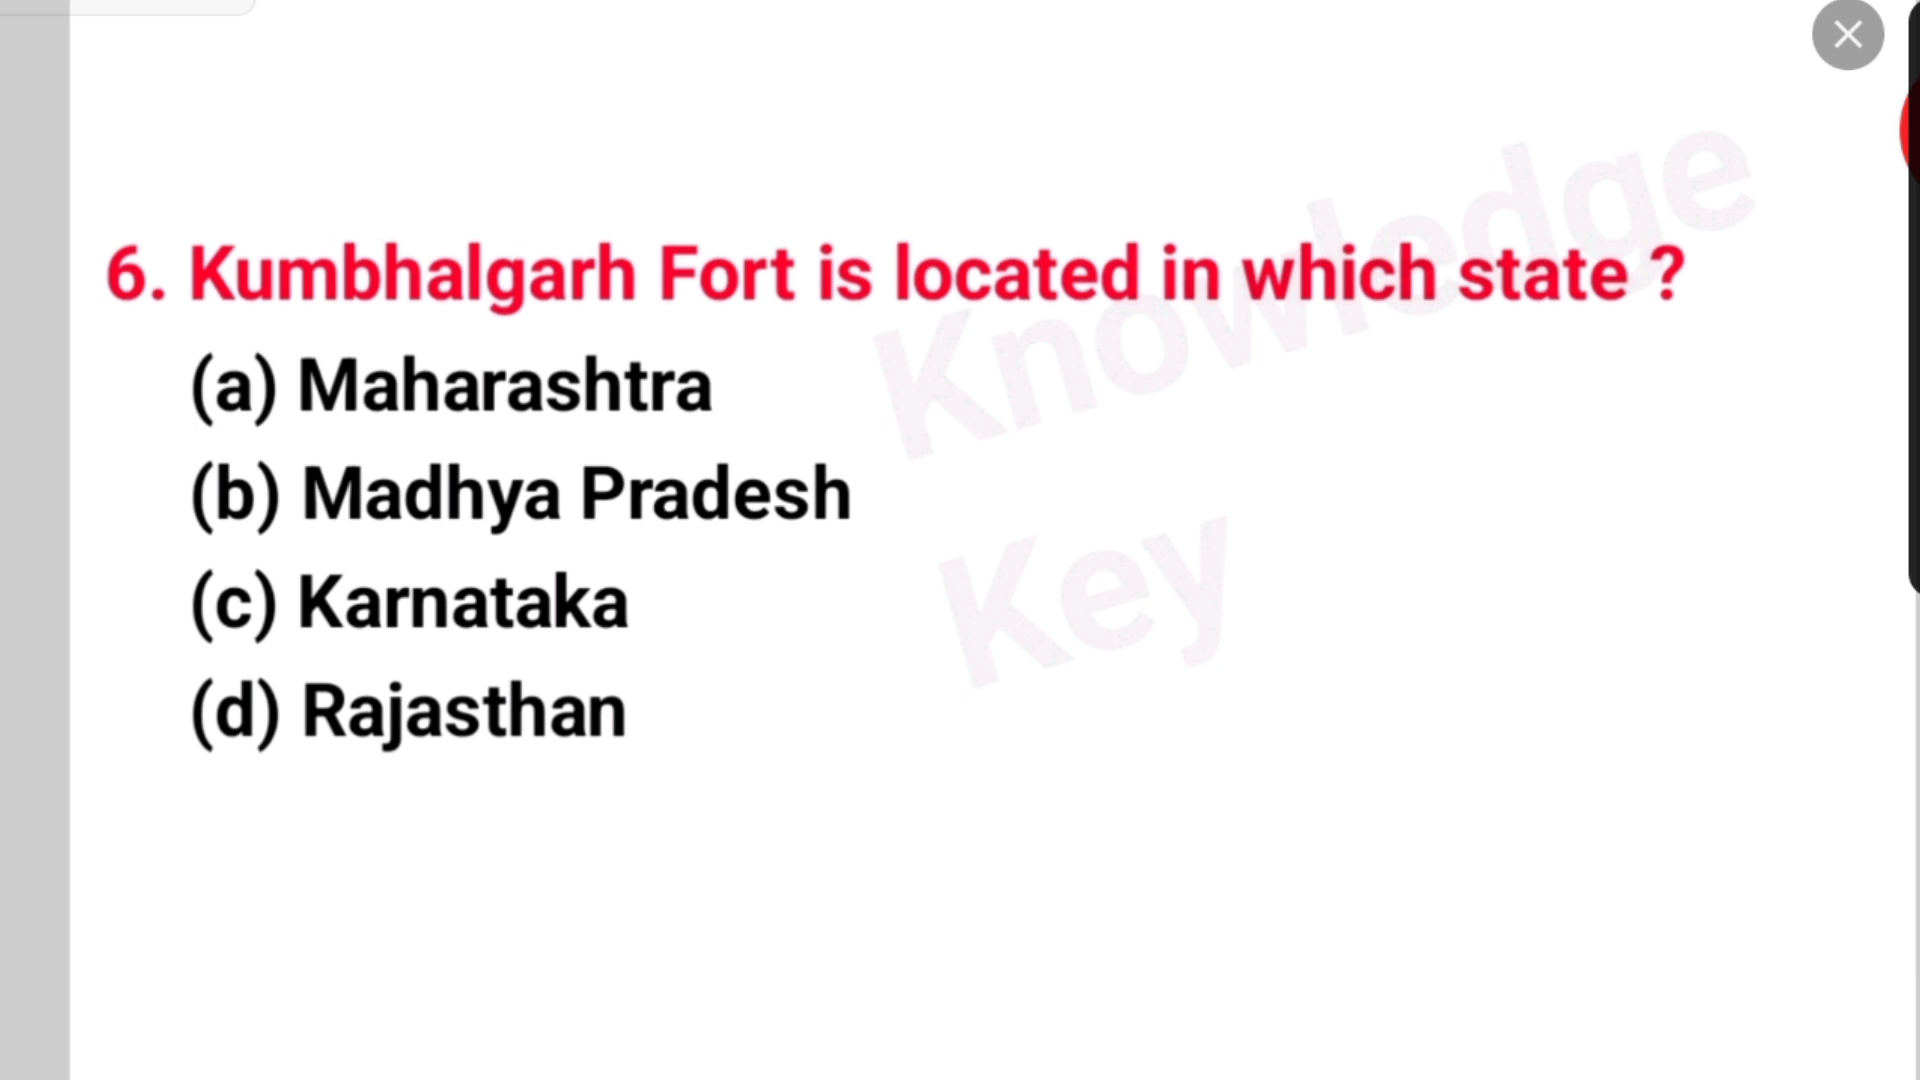 6. Kumbhalgarh Fort is located in which state ?
(a) Maharashtra
(b) Madhya Pradesh
(c) Karnataka
(d) Rajasthan
Knowledge
Key